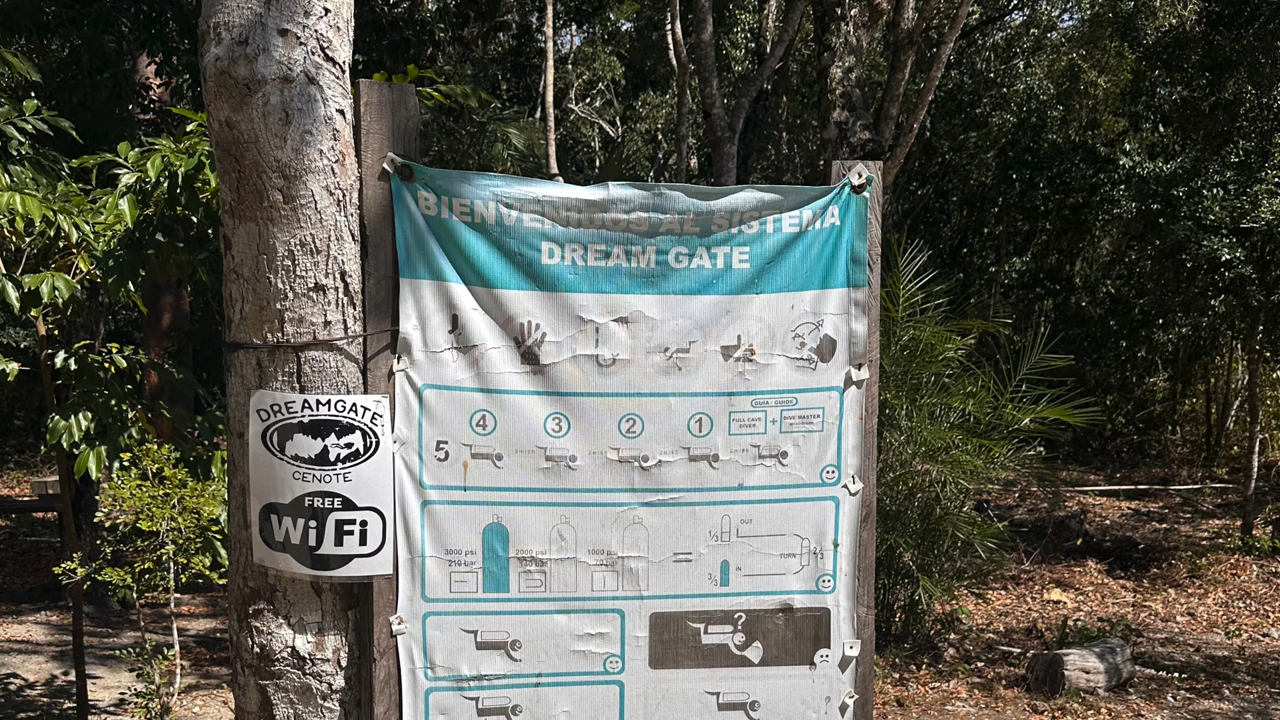 BIENVENIDOS AL SISTEMA
DREAM GATE
GUIA / GUIDE
4
3
2
1
FULL CAVE
DIVER
+
DIVE MASTER
5
DREAMGATE
CENOTE
FREE
WiFi
3000 psi
210 bar
2000 psi
140 bar
1000 psi
70 bar
=
1/3
OUT
TURN
2/3
3/3
IN
?
?